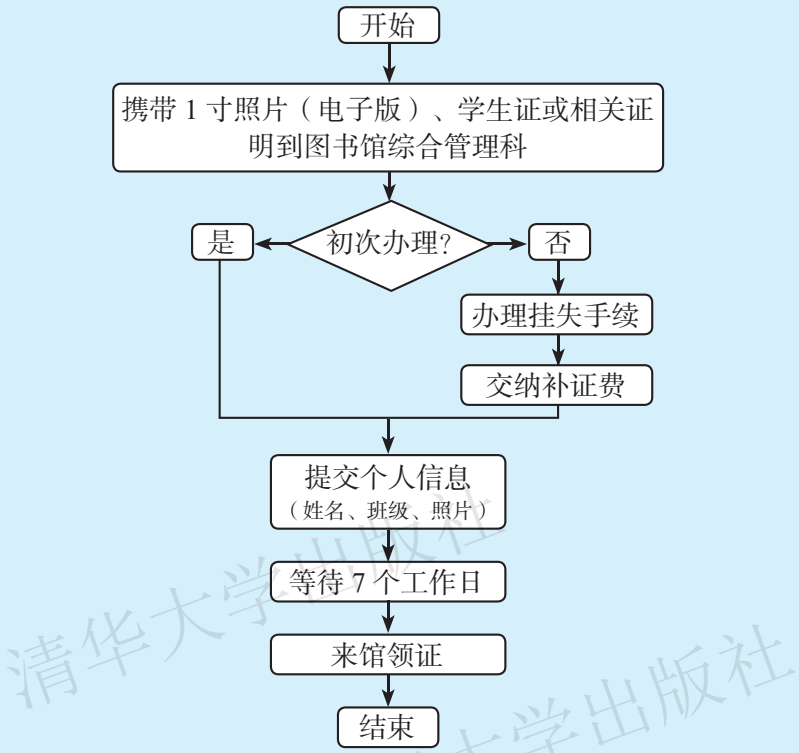 开始
携带 1 寸照片（电子版）、学生证或相关证
明到图书馆综合管理科
是
初次办理?
否
办理挂失手续
交纳补证费
提交个人信息
（姓名、班级、照片）
等待 7 个工作日
来馆领证
结束
清华大学出版社
大学出版社